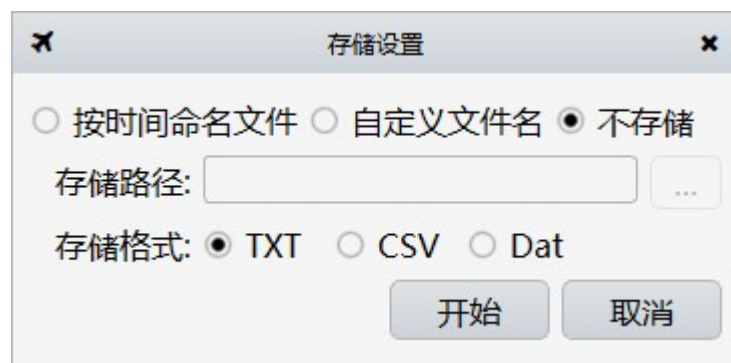 存储设置
按时间命名文件 自定义文件名 不存储
存储路径: ...
存储格式: TXT CSV Dat
开始 取消